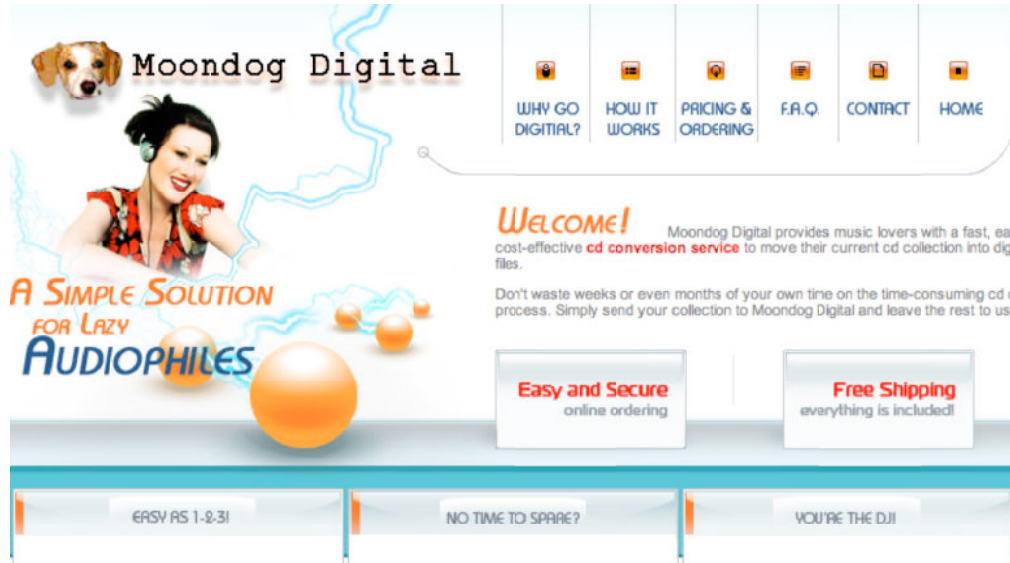 Moondog Digital
WHY GO
DIGITIAL?
HOW IT
WORKS
PRICING &
ORDERING
F.A.Q.
CONTACT
HOME
WELCOME!
Moondog Digital provides music lovers with a fast,
cost-effective cd conversion service to move their current cd collection into
files.
Don't waste weeks or even months of your own time on the time-consuming cd
process. Simply send your collection to Moondog Digital and leave the rest to us
A SIMPLE SOLUTION
FOR LAZY
AUDIOPHILES
Easy and Secure
online ordering
Free Shipping
everything is included!
EASY AS 1-2-3!
NO TIME TO SPARE?
YOU'RE THE DJ!